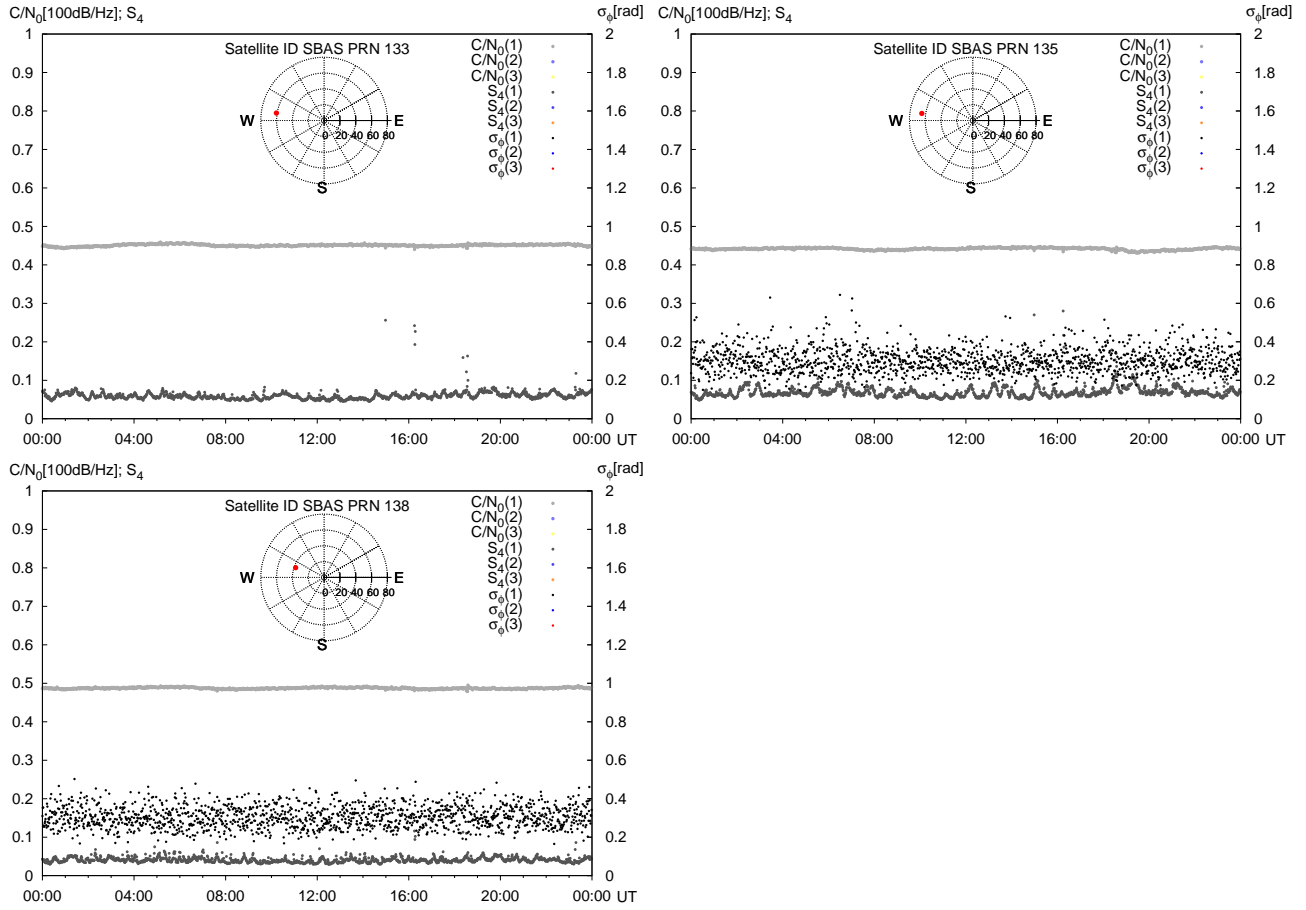 C/N0[100dB/Hz]; S4 σϕ[rad]
Satellite ID SBAS PRN 133
C/N0(1)
C/N0(2)
C/N0(3)
S4(1)
S4(2)
S4(3)
σϕ(1)
σϕ(2)
σϕ(3)
W E
S
0 20 40 60 80
1 2
0.9 1.8
0.8 1.6
0.7 1.4
0.6 1.2
0.5 1
0.4 0.8
0.3 0.6
0.2 0.4
0.1 0.2
0 0
00:00 04:00 08:00 12:00 16:00 20:00 00:00 UT
C/N0[100dB/Hz]; S4 σϕ[rad]
Satellite ID SBAS PRN 135
C/N0(1)
C/N0(2)
C/N0(3)
S4(1)
S4(2)
S4(3)
σϕ(1)
σϕ(2)
σϕ(3)
W E
S
0 20 40 60 80
1 2
0.9 1.8
0.8 1.6
0.7 1.4
0.6 1.2
0.5 1
0.4 0.8
0.3 0.6
0.2 0.4
0.1 0.2
0 0
00:00 04:00 08:00 12:00 16:00 20:00 00:00 UT
C/N0[100dB/Hz]; S4 σϕ[rad]
Satellite ID SBAS PRN 138
C/N0(1)
C/N0(2)
C/N0(3)
S4(1)
S4(2)
S4(3)
σϕ(1)
σϕ(2)
σϕ(3)
W E
S
0 20 40 60 80
1 2
0.9 1.8
0.8 1.6
0.7 1.4
0.6 1.2
0.5 1
0.4 0.8
0.3 0.6
0.2 0.4
0.1 0.2
0 0
00:00 04:00 08:00 12:00 16:00 20:00 00:00 UT